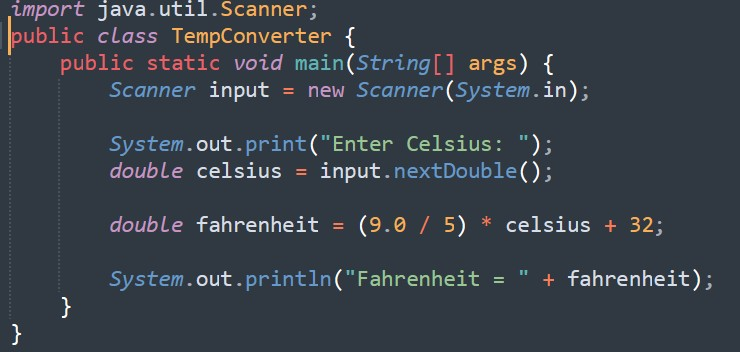 import java.util.Scanner;
public class TempConverter {
    public static void main(String[] args) {
        Scanner input = new Scanner(System.in);

        System.out.print("Enter Celsius: ");
        double celsius = input.nextDouble();

        double fahrenheit = (9.0 / 5) * celsius + 32;

        System.out.println("Fahrenheit = " + fahrenheit);
    }
}